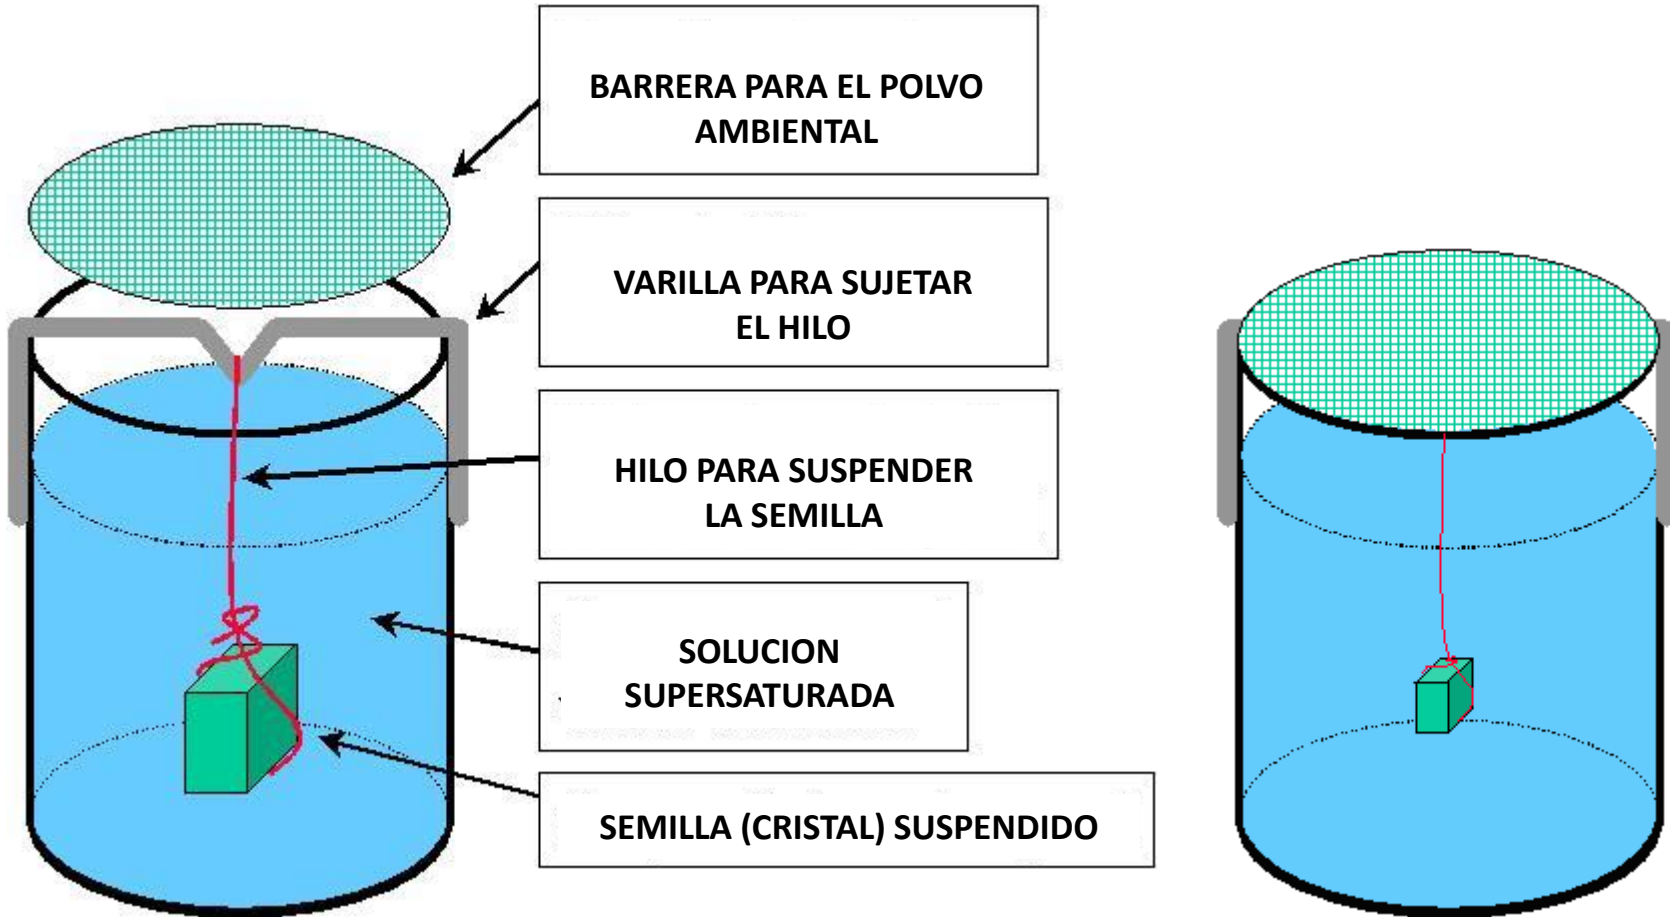 BARRERA PARA EL POLVO
AMBIENTAL
VARILLA PARA SUJETAR
EL HILO
HILO PARA SUSPENDER
LA SEMILLA
SOLUCION
SUPERSATURADA
SEMILLA (CRISTAL) SUSPENDIDO